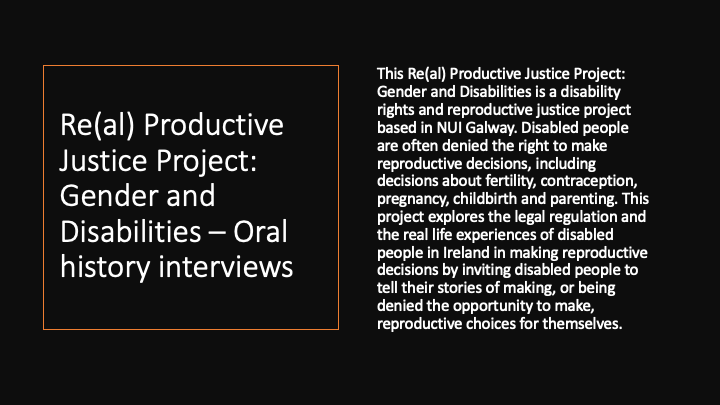 Re(al) Productive
Justice Project:
Gender and
Disabilities – Oral
history interviews
This Re(al) Productive Justice Project:
Gender and Disabilities is a disability
rights and reproductive justice project
based in NUI Galway. Disabled people
are often denied the right to make
reproductive decisions, including
decisions about fertility, contraception,
pregnancy, childbirth and parenting. This
project explores the legal regulation and
the real life experiences of disabled
people in Ireland in making reproductive
decisions by inviting disabled people to
tell their stories of making, or being
denied the opportunity to make,
reproductive choices for themselves.